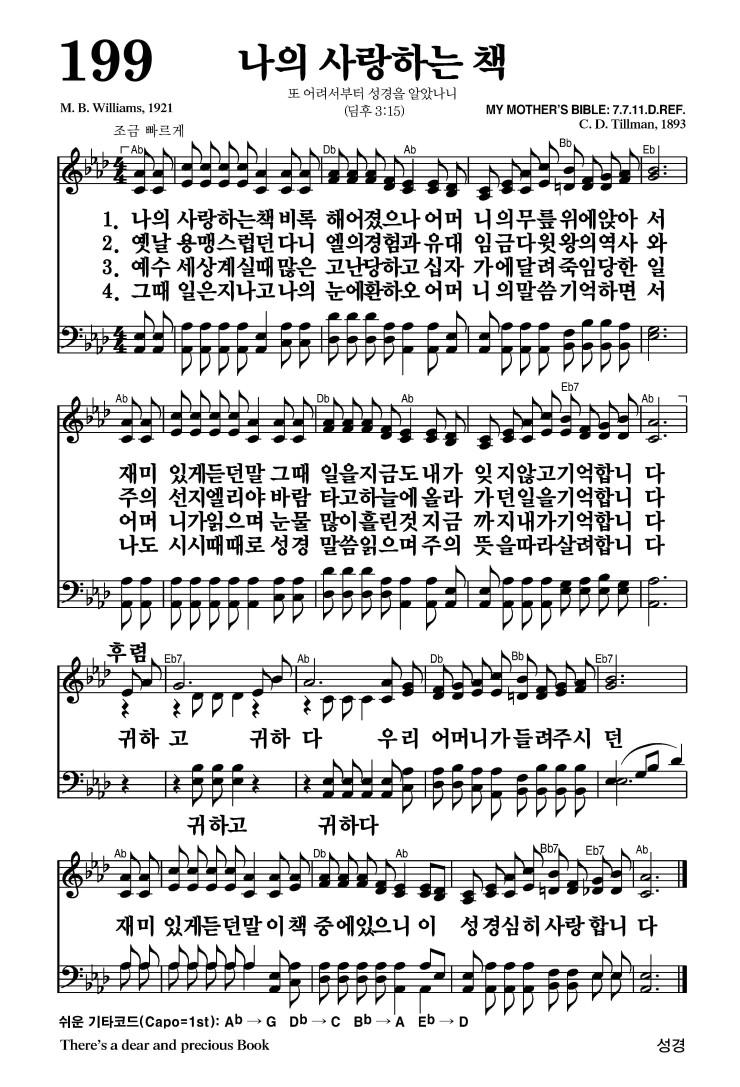 199 나의 사랑하는 책
또 어려서부터 성경을 알았나니
M. B. Williams, 1921 (딤후 3:15) MY MOTHER'S BIBLE: 7.7.11.D.REF.
C. D. Tillman, 1893
조금 빠르게
Ab Db Ab Bb Eb
1. 나의 사랑하는책 비록 해어졌으나 어머 니의무릎위에앉아 서
2. 옛날 용맹스럽던다니 엘의경험과 유대 임금다윗왕의역사 와
3. 예수 세상계실때많은 고난당하고 십자 가에달려죽임당한 일
4. 그때 일은지나고나의 눈에환하오 어머 니의말씀기억하면 서
Ab Db Ab Eb7 Ab
재미 있게듣던말 그때 일을지금도내가 잊지않고기억합니 다
주의 선지엘리야 바람 타고하늘에올라 가던일을기억합니 다
어머 니가읽으며 눈물 많이흘린것 지금 까지내가기억합니 다
나도 시시때때로 성경 말씀읽으며주의 뜻을따라살려합니 다
후렴
Eb7 Ab Db Bb Eb7
귀하 고 귀하 다 우리 어머니가들려주시 던
귀하고 귀하다
Ab Db Ab Bb7 Eb7 Ab
재미 있게듣던말이책 중에있으니이 성경심히사랑합니 다
쉬운 기타코드(Capo=1st): Ab → G Db → C Bb → A Eb → D
There's a dear and precious Book 성경